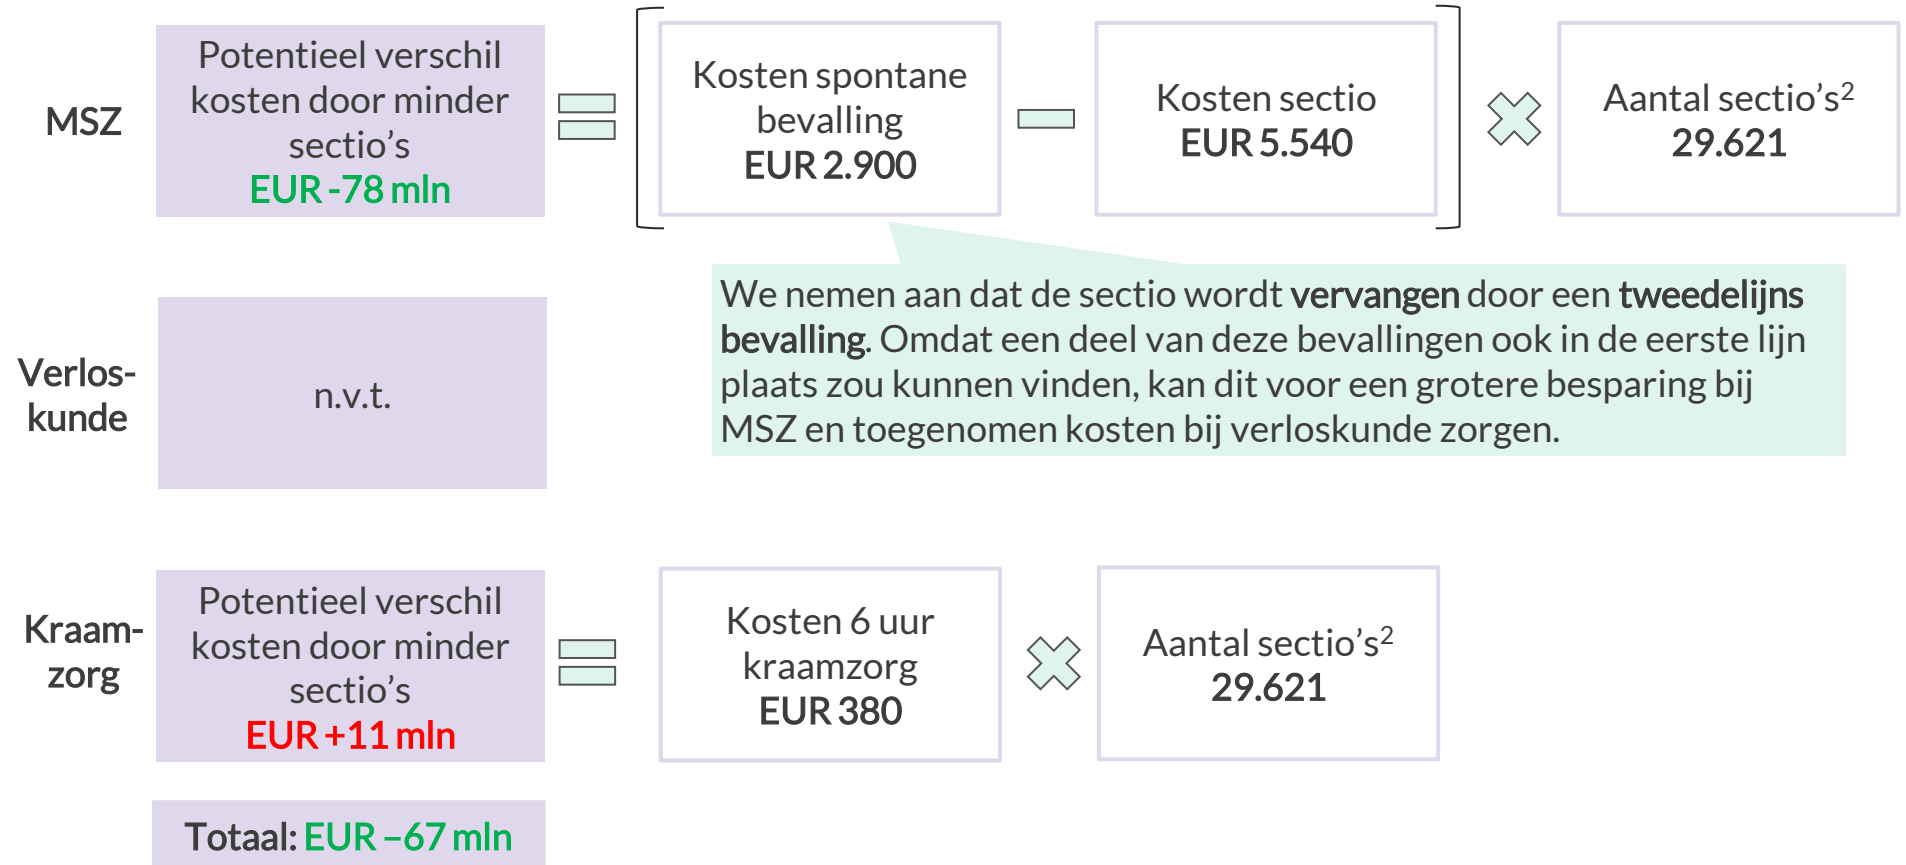 MSZ
Potentieel verschil
kosten door minder
sectio’s
EUR -78 mln
Kosten spontane
bevalling
EUR 2.900
Kosten sectio
EUR 5.540
Aantal sectio’s²
29.621
We nemen aan dat de sectio wordt vervangen door een tweedelijns
bevalling. Omdat een deel van deze bevallingen ook in de eerste lijn
plaats zou kunnen vinden, kan dit voor een grotere besparing bij
MSZ en toegenomen kosten bij verloskunde zorgen.
Verlos-
kunde
n.v.t.
Kraam-
zorg
Potentieel verschil
kosten door minder
sectio’s
EUR +11 mln
Kosten 6 uur
kraamzorg
EUR 380
Aantal sectio’s²
29.621
Totaal: EUR –67 mln